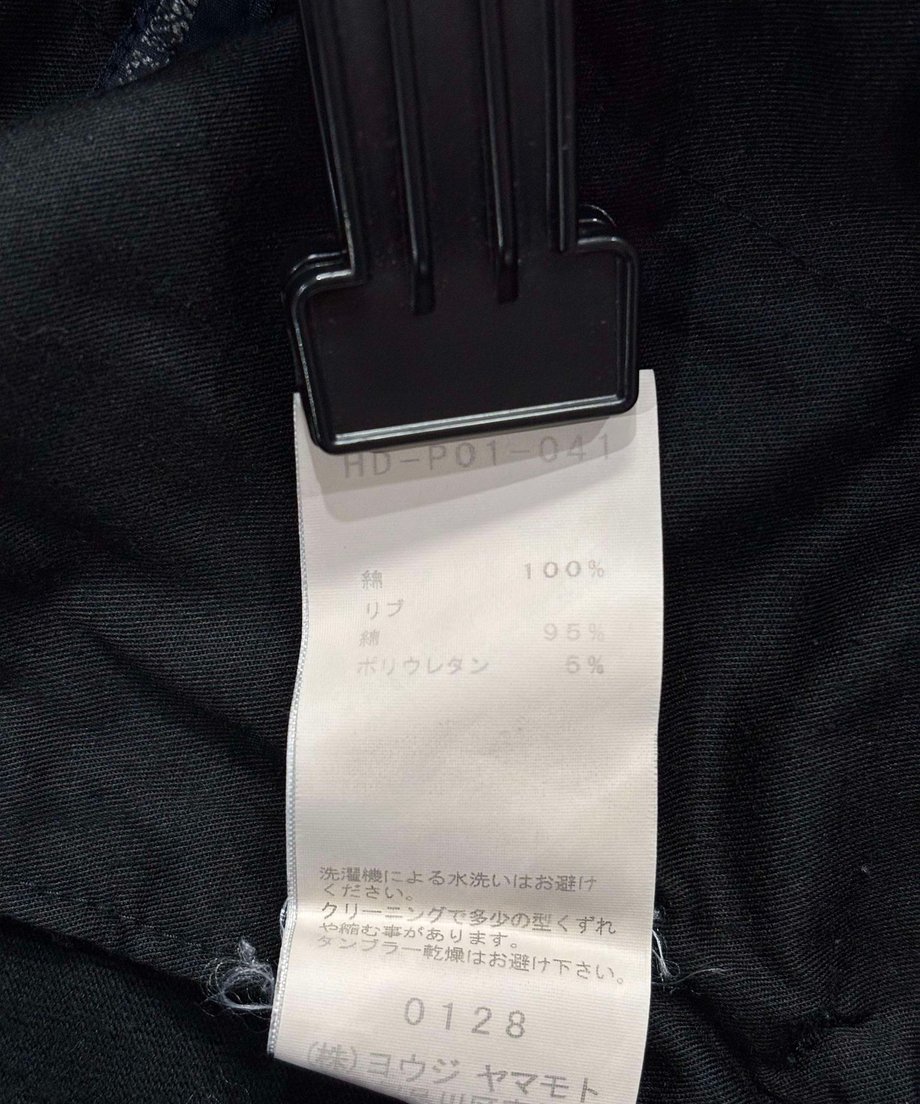 HD-P01-041
綿 100%
リブ
綿 95%
ポリウレタン 5%
洗濯機による水洗いはお避け
ください。
クリーニングで多少の型くずれ
や縮む事があります。
タンブラー乾燥はお避け下さい。
0128
(株)ヨウジ ヤマモト